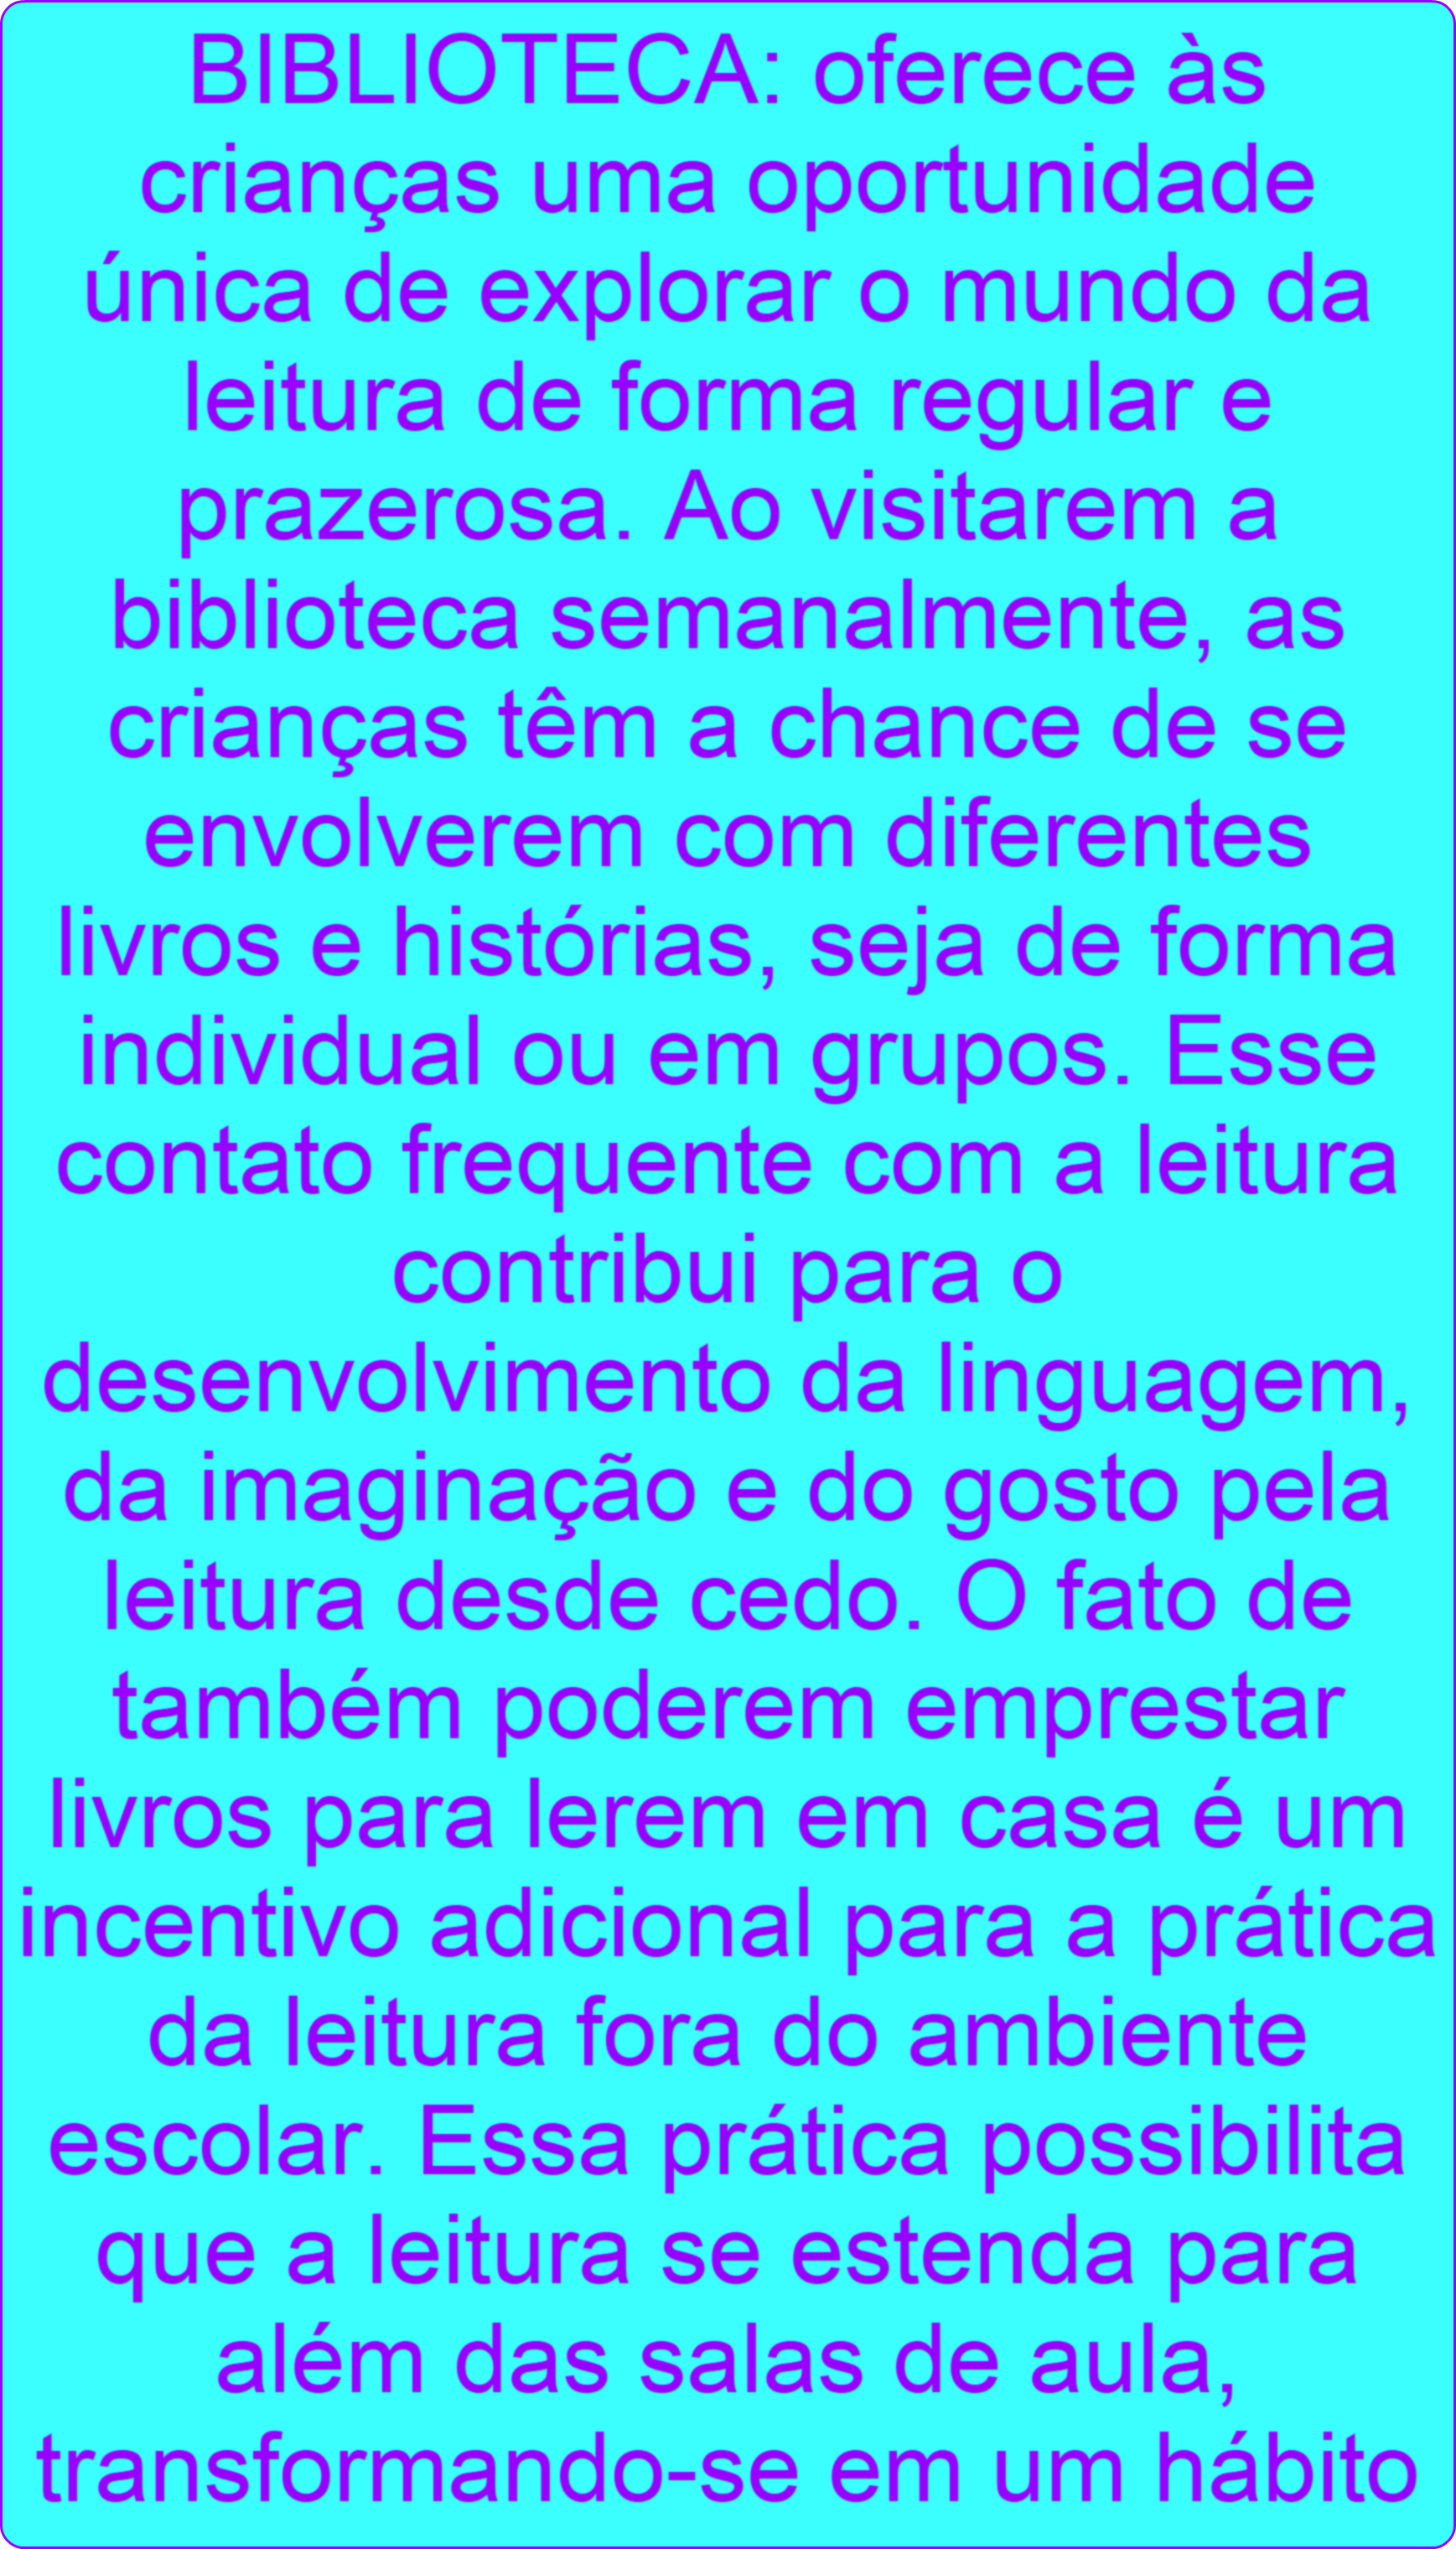 BIBLIOTECA: oferece às
crianças uma oportunidade
única de explorar o mundo da
leitura de forma regular e
prazerosa. Ao visitarem a
biblioteca semanalmente, as
crianças têm a chance de se
envolverem com diferentes
livros e histórias, seja de forma
individual ou em grupos. Esse
contato frequente com a leitura
contribui para o
desenvolvimento da linguagem,
da imaginação e do gosto pela
leitura desde cedo. O fato de
também poderem emprestar
livros para lerem em casa é um
incentivo adicional para a prática
da leitura fora do ambiente
escolar. Essa prática possibilita
que a leitura se estenda para
além das salas de aula,
transformando-se em um hábito